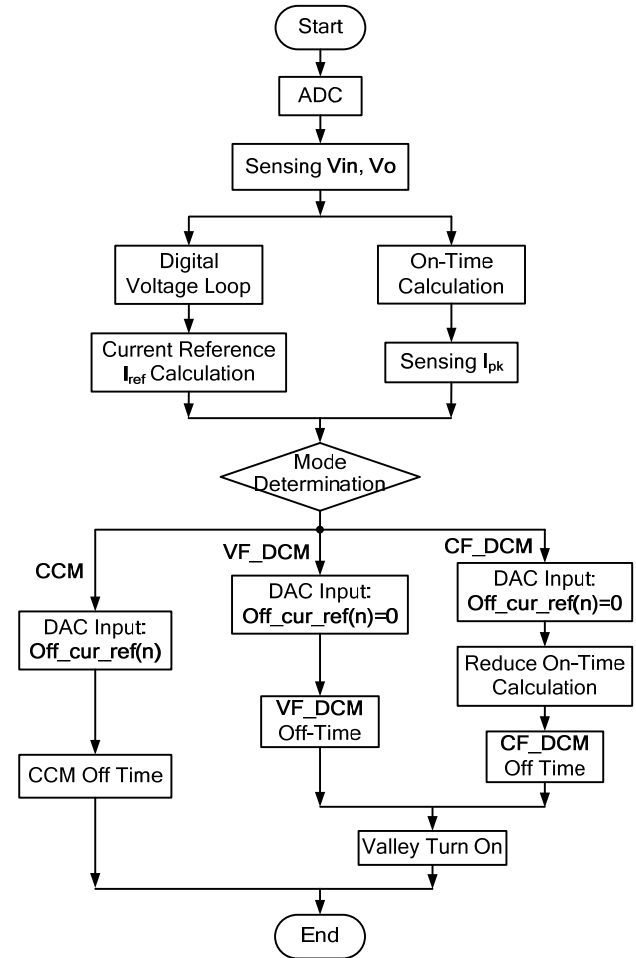 Start
ADC
Sensing Vin, Vo
Digital
Voltage Loop
On-Time
Calculation
Current Reference
Iref Calculation
Sensing Ipk
Mode
Determination
CCM
VF_DCM
CF_DCM
DAC Input:
Off_cur_ref(n)
DAC Input:
Off_cur_ref(n)=0
DAC Input:
Off_cur_ref(n)=0
Reduce On-Time
Calculation
VF_DCM
Off-Time
CF_DCM
Off Time
CCM Off Time
Valley Turn On
End